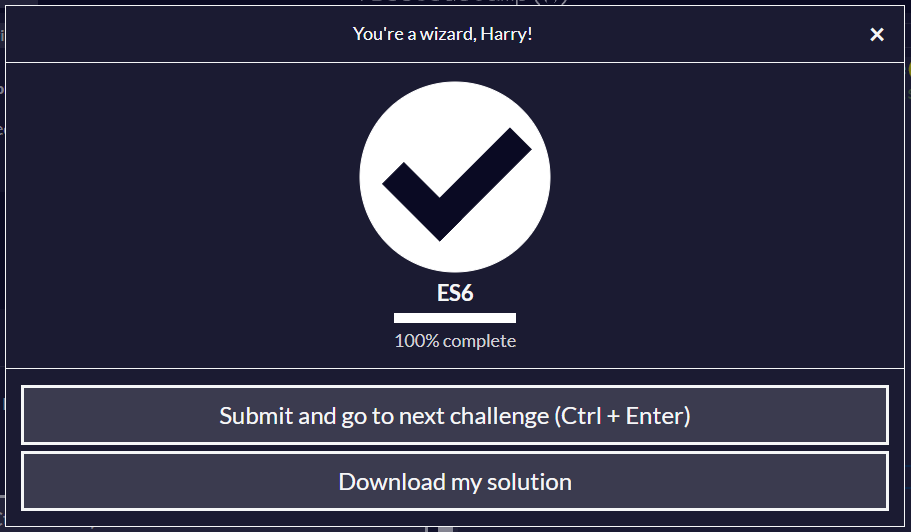 You're a wizard, Harry!
×
ES6
100% complete
Submit and go to next challenge (Ctrl + Enter)
Download my solution